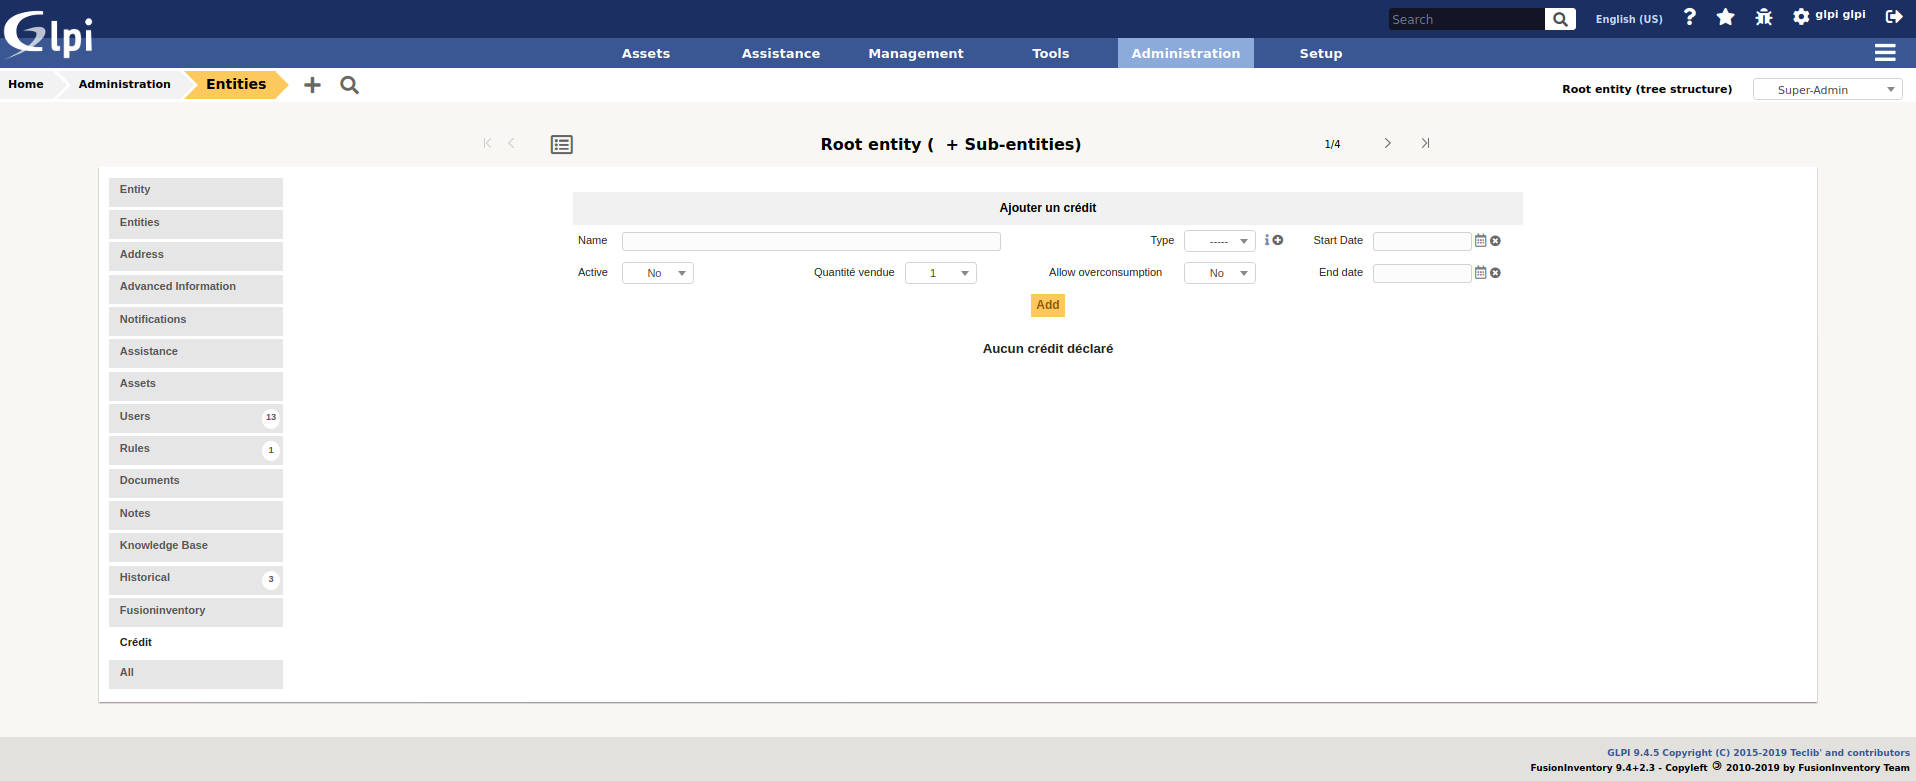 Glpi
Search
English (US)
glpi glpi
Assets Assistance Management Tools Administration Setup
Home Administration Entities
Root entity (tree structure) Super-Admin
Root entity ( + Sub-entities) 1/4
Entity
Entities
Address
Advanced Information
Notifications
Assistance
Assets
Users 13
Rules 1
Documents
Notes
Knowledge Base
Historical 3
Fusioninventory
Crédit
All
Ajouter un crédit
Name Type ----- Start Date
Active No Quantité vendue 1 Allow overconsumption No End date
Add
Aucun crédit déclaré
GLPI 9.4.5 Copyright (C) 2015-2019 Teclib' and contributors
FusionInventory 9.4+2.3 - Copyleft 🄯 2010-2019 by FusionInventory Team